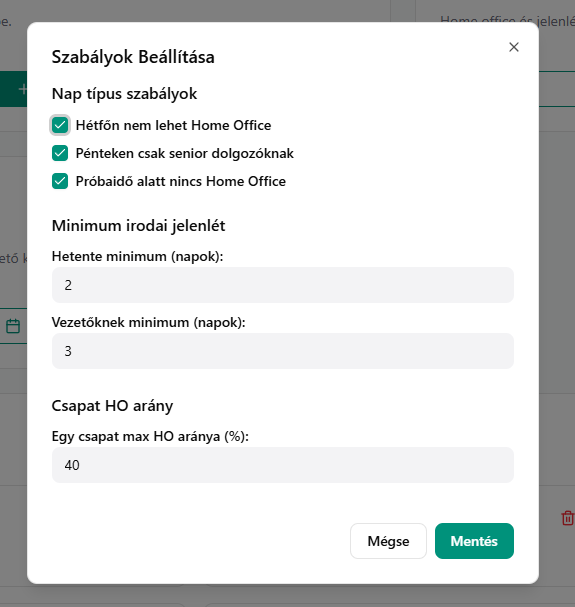 Szabályok Beállítása
Nap típus szabályok
Hétfőn nem lehet Home Office
Pénteken csak senior dolgozóknak
Próbaidő alatt nincs Home Office
Minimum irodai jelenlét
Hetente minimum (napok):
2
Vezetőknek minimum (napok):
3
Csapat HO arány
Egy csapat max HO aránya (%):
40
Mégse
Mentés